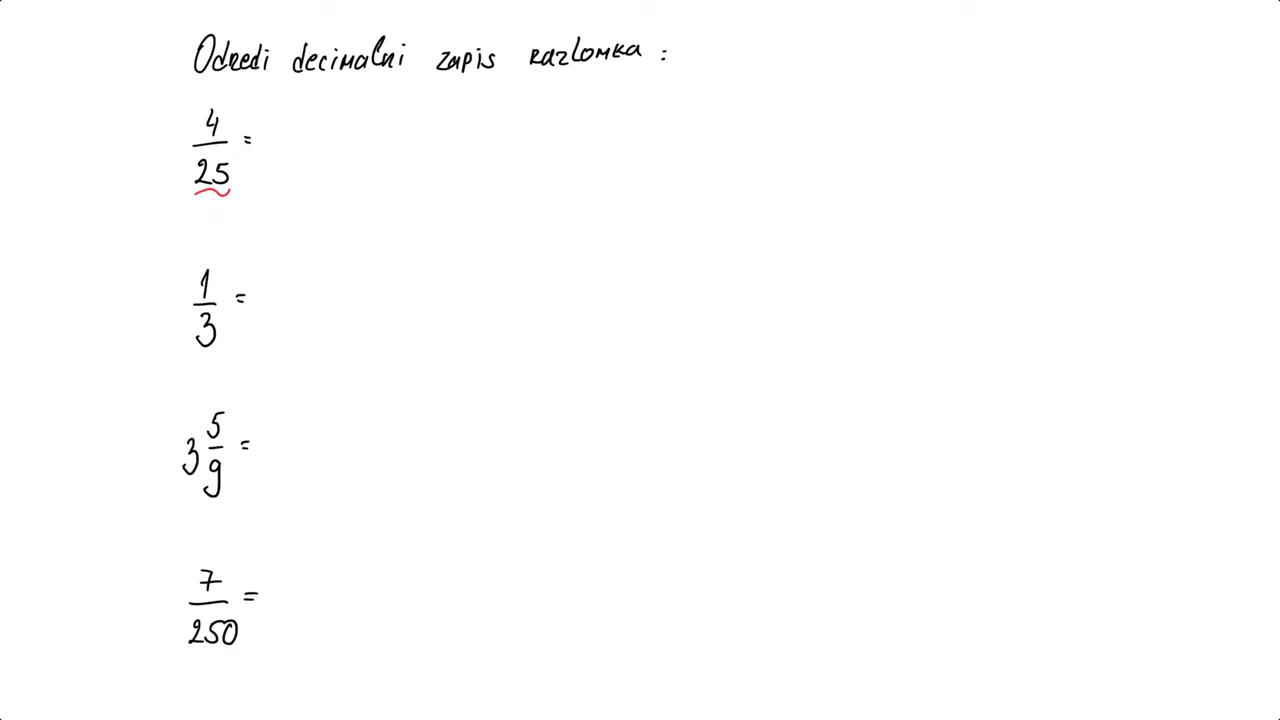 Odredi decimalni zapis razlomka :
4/25 =
1/3 =
3 5/9 =
7/250 =